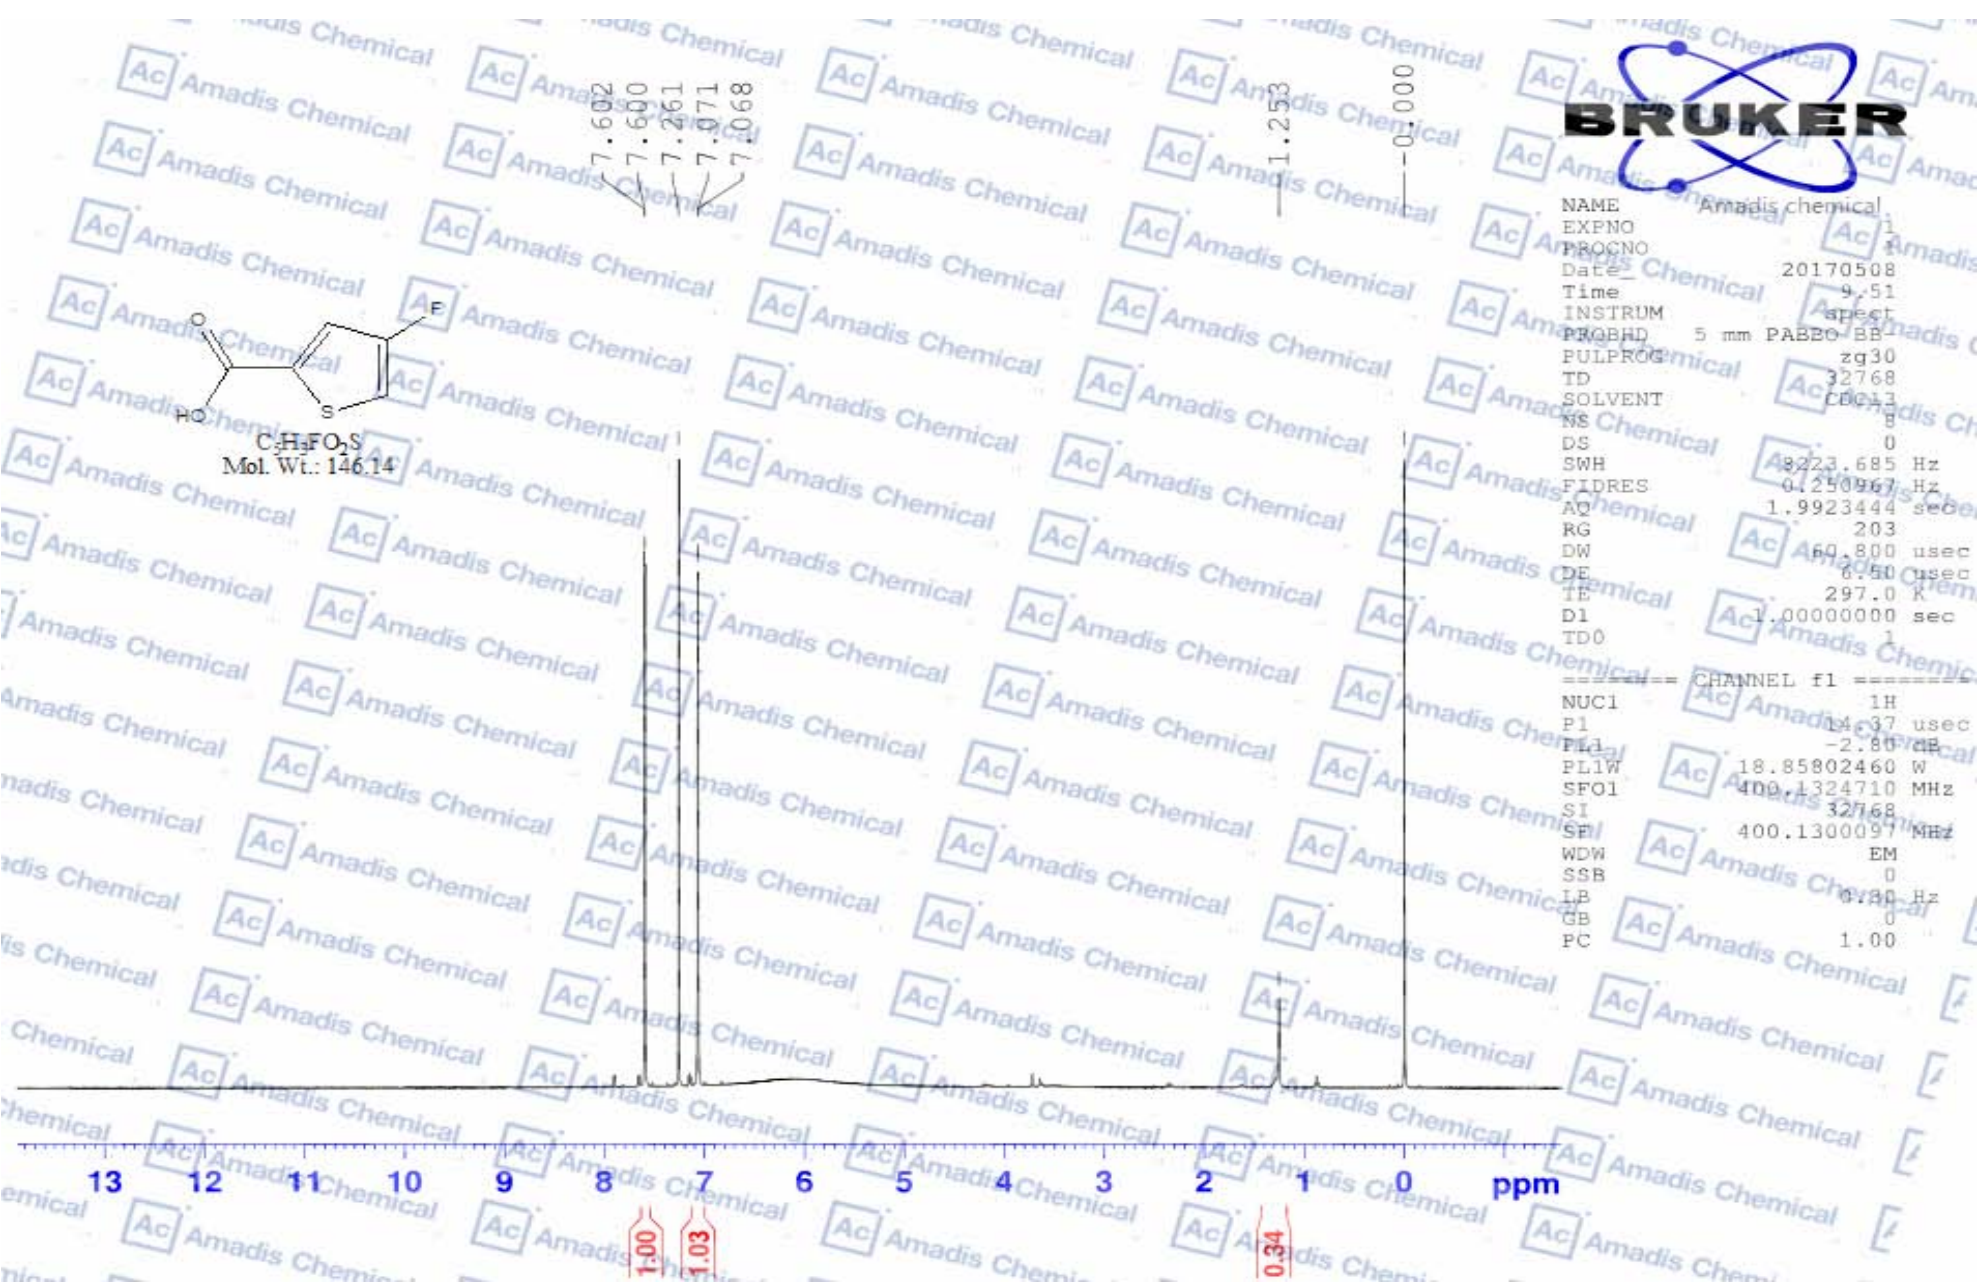 7.602
7.600
7.261
7.071
7.068
1.253
-0.000
BRUKER
NAME Amadis chemical
EXPNO 1
PROCNO 1
Date_ 20170508
Time 9.51
INSTRUM spect
PROBHD 5 mm PABBO BB-
PULPROG zg30
TD 32768
SOLVENT CDCl3
NS 8
DS 0
SWH 8223.685 Hz
FIDRES 0.250967 Hz
AQ 1.9923444 sec
RG 203
DW 60.800 usec
DE 6.50 usec
TE 297.0 K
D1 1.00000000 sec
TD0 1
======== CHANNEL f1 ========
NUC1 1H
P1 14.37 usec
PL1 -2.80 dB
PL1W 18.85802460 W
SFO1 400.1324710 MHz
SI 32768
SF 400.1300097 MHz
WDW EM
SSB 0
LB 0.30 Hz
GB 0
PC 1.00
O
F
HO
S
C5H3FO2S
Mol. Wt.: 146.14
13 12 11 10 9 8 7 6 5 4 3 2 1 0 ppm
1.00
1.03
0.34
Ac Amadis Chemical